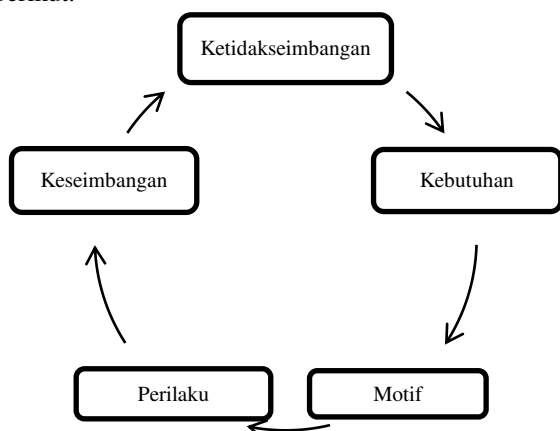 Ketidakseimbangan
Keseimbangan
Kebutuhan
Perilaku
Motif